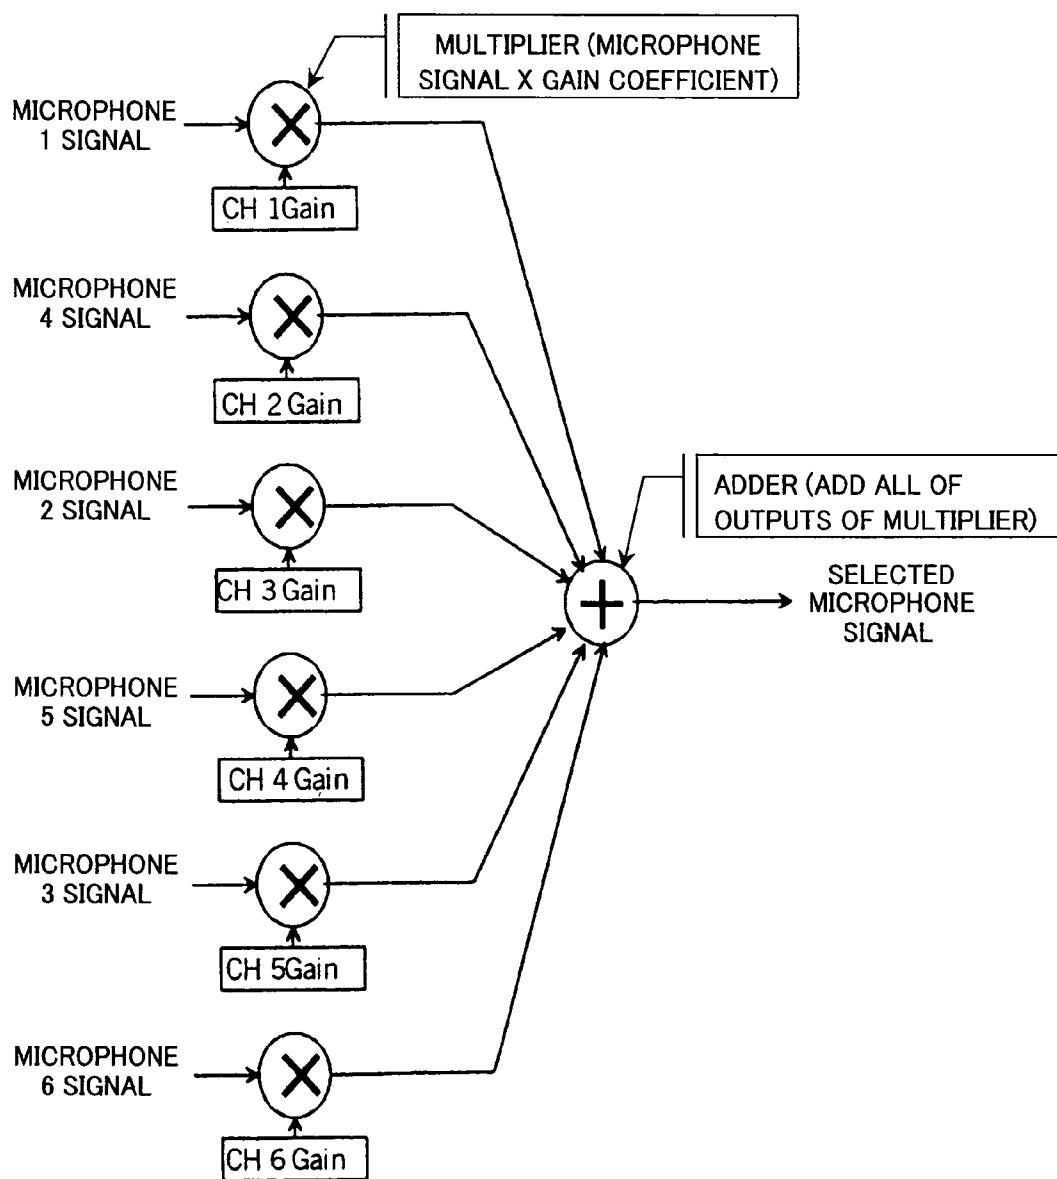 MULTIPLIER (MICROPHONE
SIGNAL X GAIN COEFFICIENT)
MICROPHONE
1 SIGNAL
CH 1Gain
MICROPHONE
4 SIGNAL
CH 2 Gain
MICROPHONE
2 SIGNAL
CH 3 Gain
ADDER (ADD ALL OF
OUTPUTS OF MULTIPLIER)
SELECTED
MICROPHONE
SIGNAL
MICROPHONE
5 SIGNAL
CH 4 Gain
MICROPHONE
3 SIGNAL
CH 5Gain
MICROPHONE
6 SIGNAL
CH 6 Gain